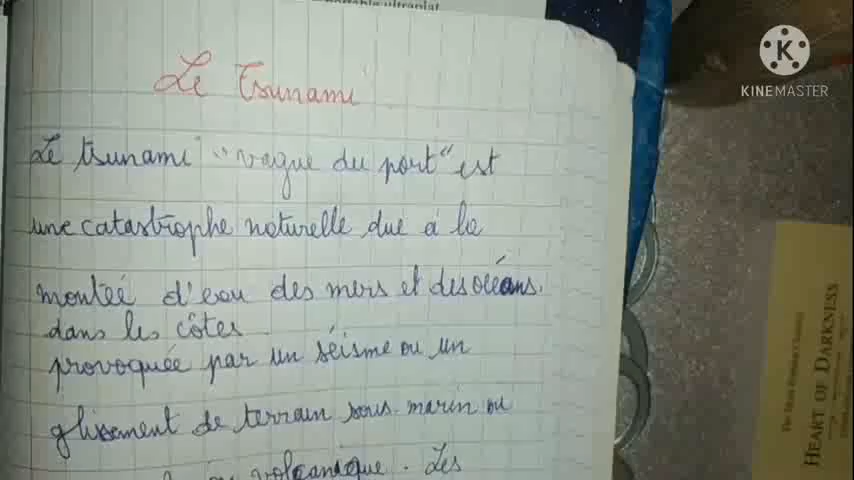 ultraplat
Le Tsunami
Le tsunami "vague du port" est
une catastrophe naturelle due à la
monteé d'eau des mers et des océans.
dans les côtes
provoquée par un séisme ou un
glissement de terrain sous-marin ou
volcanique. Les
KINEMASTER
HEART OF DARKNESS